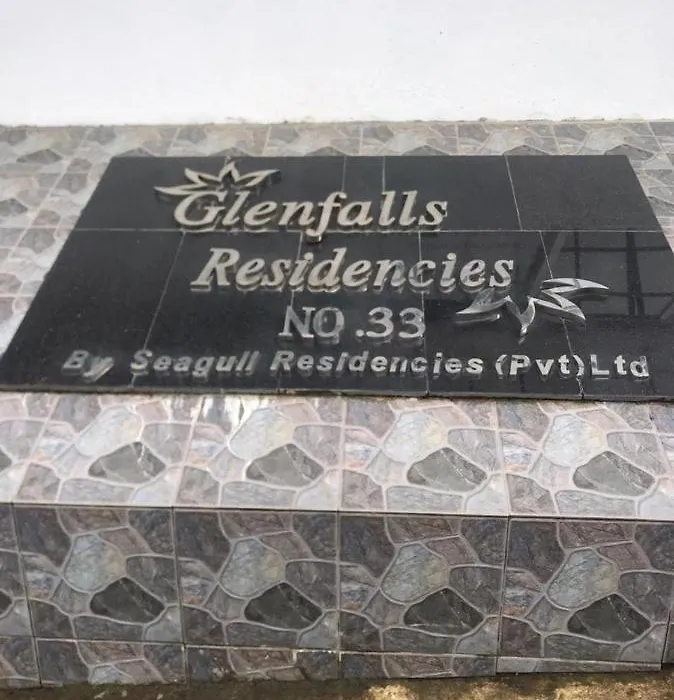 Glenfalls
Residencies
NO.33
By Seagull Residencies (Pvt)Ltd